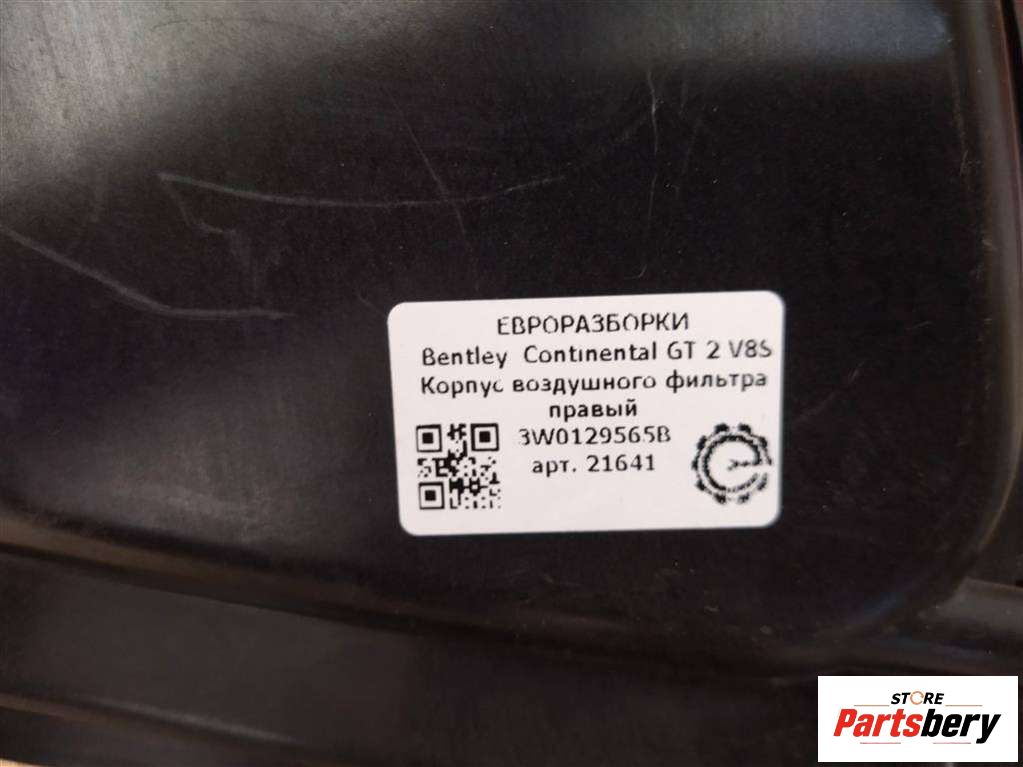 ЕВРОРАЗБОРКИ
Bentley Continental GT 2 V8S
Корпус воздушного фильтра
правый
3W0129565B
арт. 21641
STORE
Partsbery